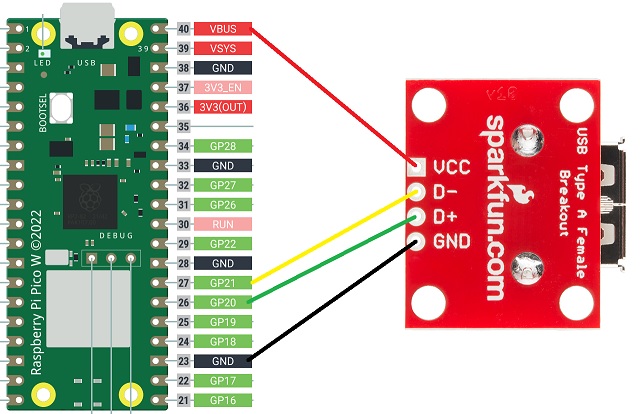 1
2
39
LED
USB
BOOTSEL
DEBUG
Raspberry Pi Pico W ©2022
40 VBUS
39 VSYS
38 GND
37 3V3_EN
36 3V3(OUT)
35
34 GP28
33 GND
32 GP27
31 GP26
30 RUN
29 GP22
28 GND
27 GP21
26 GP20
25 GP19
24 GP18
23 GND
22 GP17
21 GP16
VCC
D-
D+
GND
sparkfun.com
USB Type A Female
Breakout